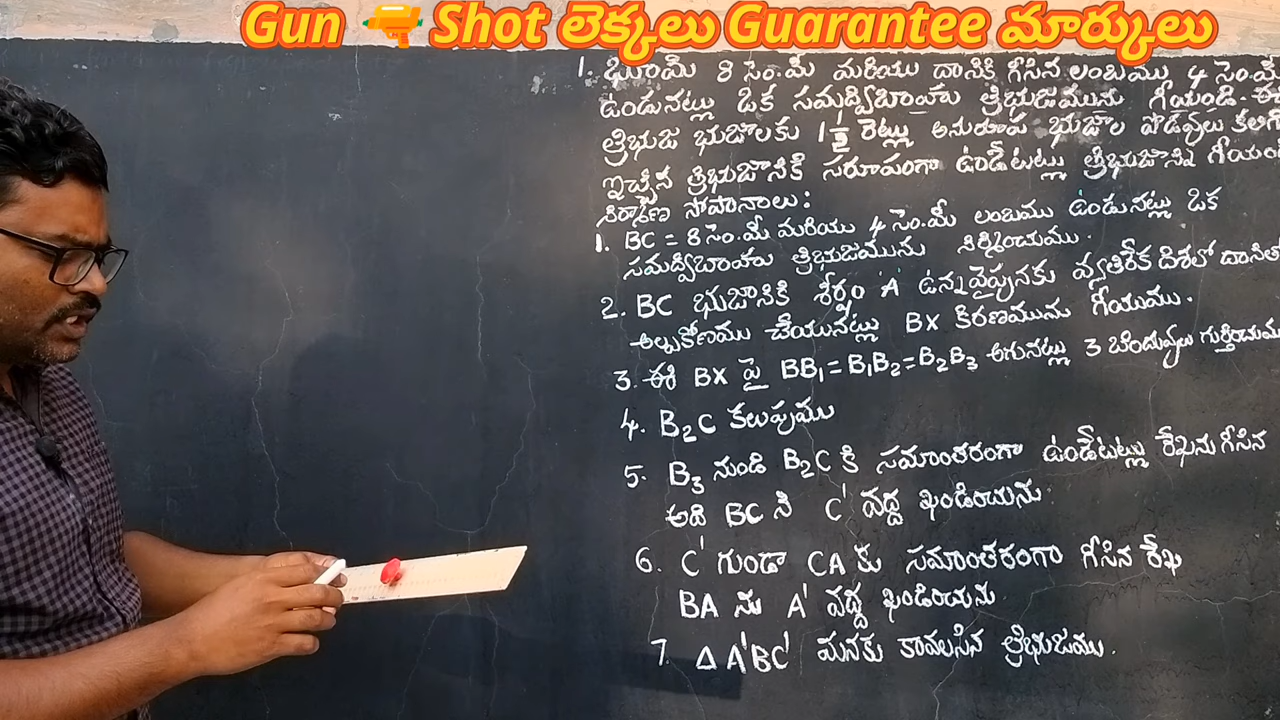 Gun Shot లెక్కలు Guarantee మార్కులు
1. భూమి 8 సెం.మీ మరియు దానికి గీసిన లంబము 4 సెం.మీ
ఉండునట్లు ఒక సమద్విబాహు త్రిభుజమును గీయండి. ఈ
త్రిభుజ భుజాలకు 1 1/2 రెట్లు అనురూప భుజాల పొడవులు
ఇచ్చిన త్రిభుజానికి సరూపంగా ఉండేటట్లు త్రిభుజాన్ని
నిర్మాణ సోపానాలు:
1. BC = 8 సెం.మీ మరియు 4 సెం.మీ లంబము ఉండునట్లు ఒక
సమద్విబాహు త్రిభుజమును నిర్మించుము.
2. BC భుజానికి శీర్షం A ఉన్న వైపునకు వ్యతిరేక దిశలో దానితో
అల్పకోణము చేయునట్లు BX కిరణమును గీయుము.
3. ఈ BX పై BB₁ = B₁B₂ = B₂B₃ అగునట్లు 3 బిందువులు
4. B₂C కలుపుము
5. B₃ నుండి B₂C కి సమాంతరంగా ఉండేటట్లు రేఖను గీసిన
అది BC ని C' వద్ద ఖండించును.
6. C' గుండా CA కు సమాంతరంగా గీసిన రేఖ
BA ను A' వద్ద ఖండించును
7. Δ A'BC' మనకు కావలసిన త్రిభుజము.